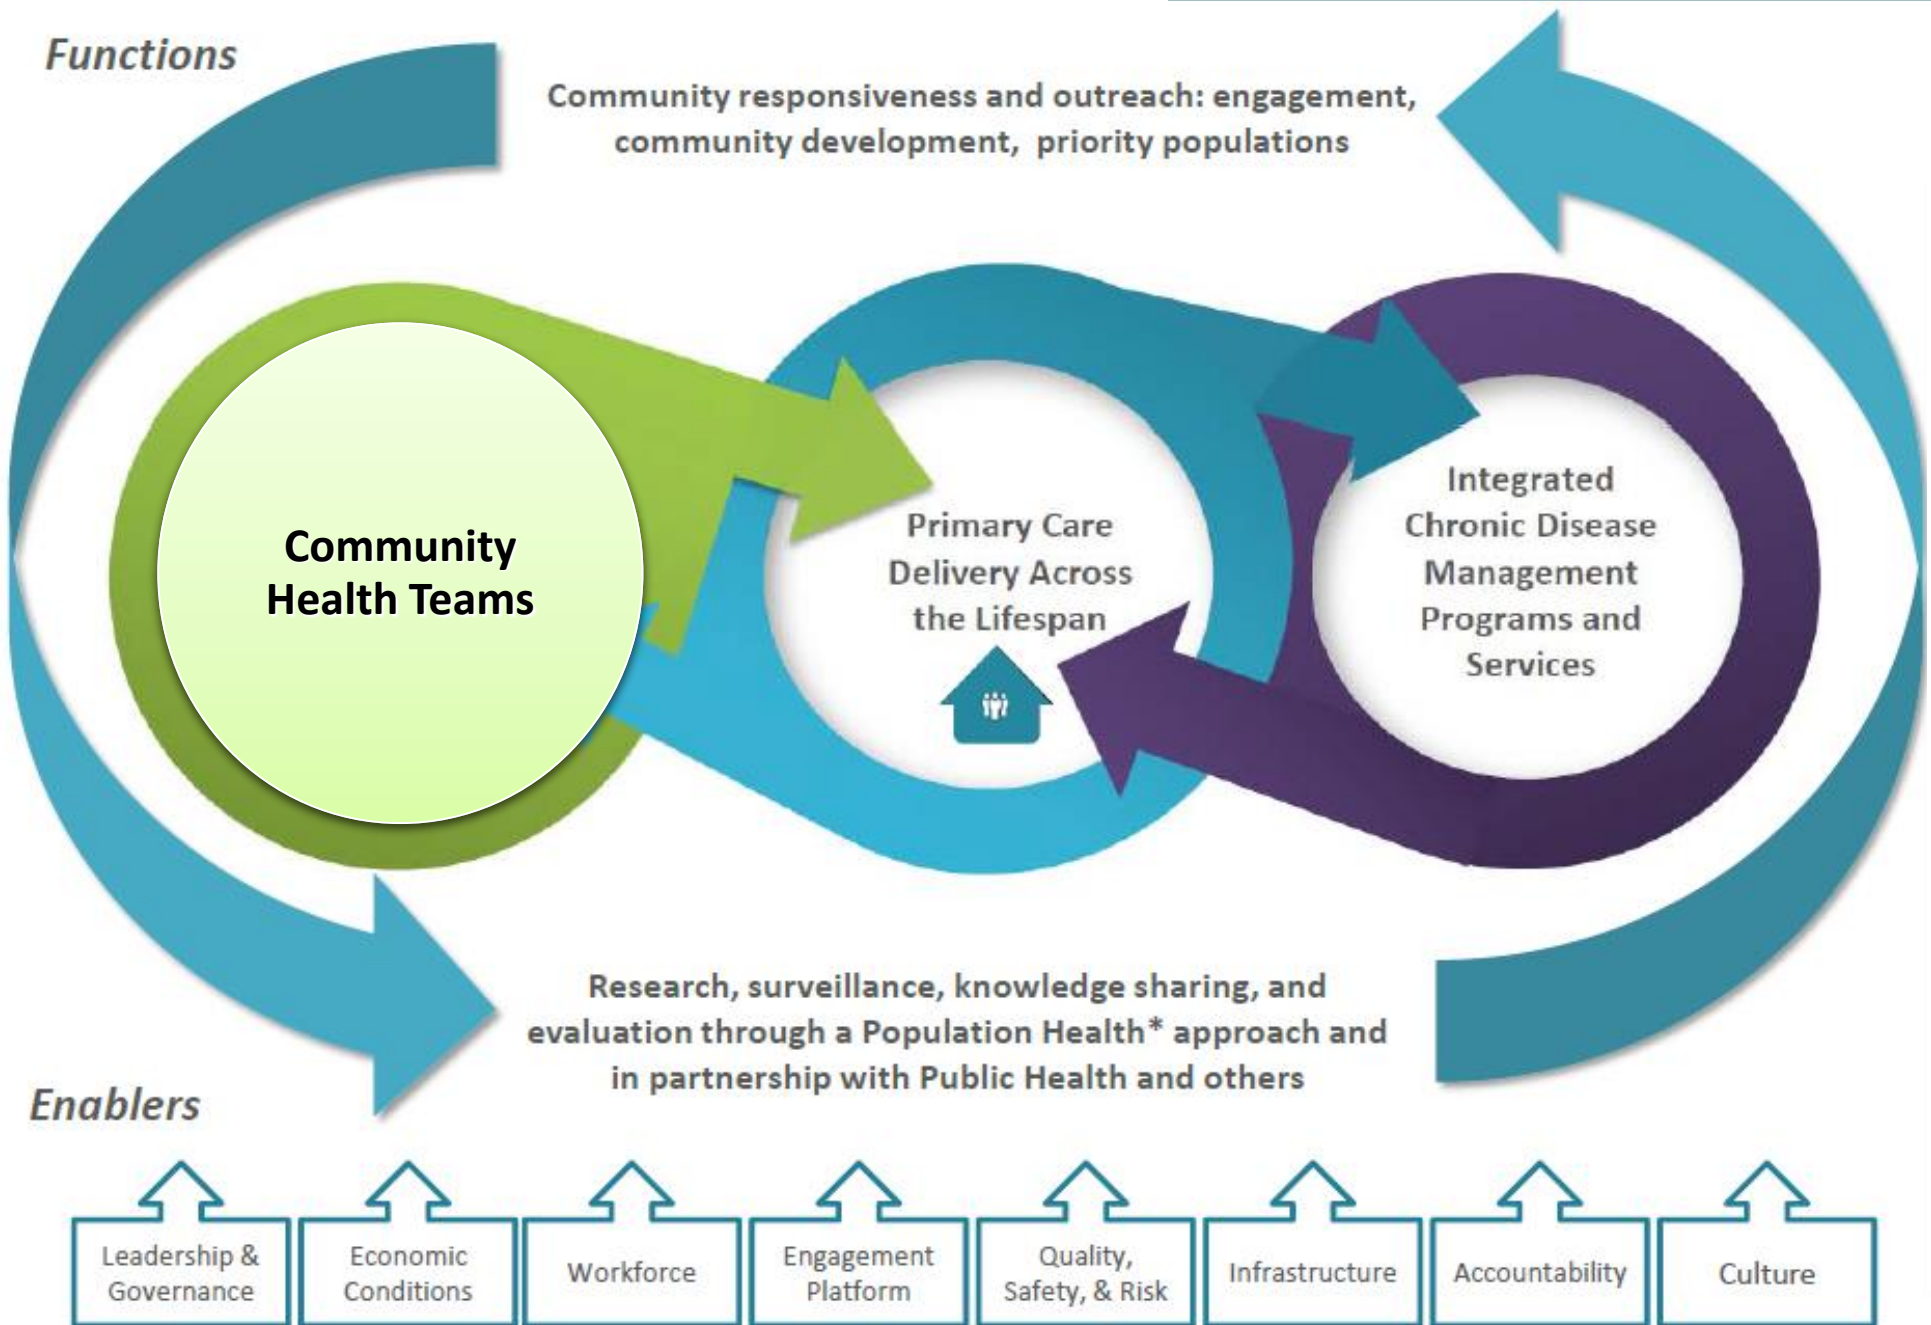 Functions
Community responsiveness and outreach: engagement,
community development, priority populations
Community
Health Teams
Primary Care
Delivery Across
the Lifespan
Integrated
Chronic Disease
Management
Programs and
Services
Research, surveillance, knowledge sharing, and
evaluation through a Population Health* approach and
in partnership with Public Health and others
Enablers
Leadership &
Governance
Economic
Conditions
Workforce
Engagement
Platform
Quality,
Safety, & Risk
Infrastructure
Accountability
Culture